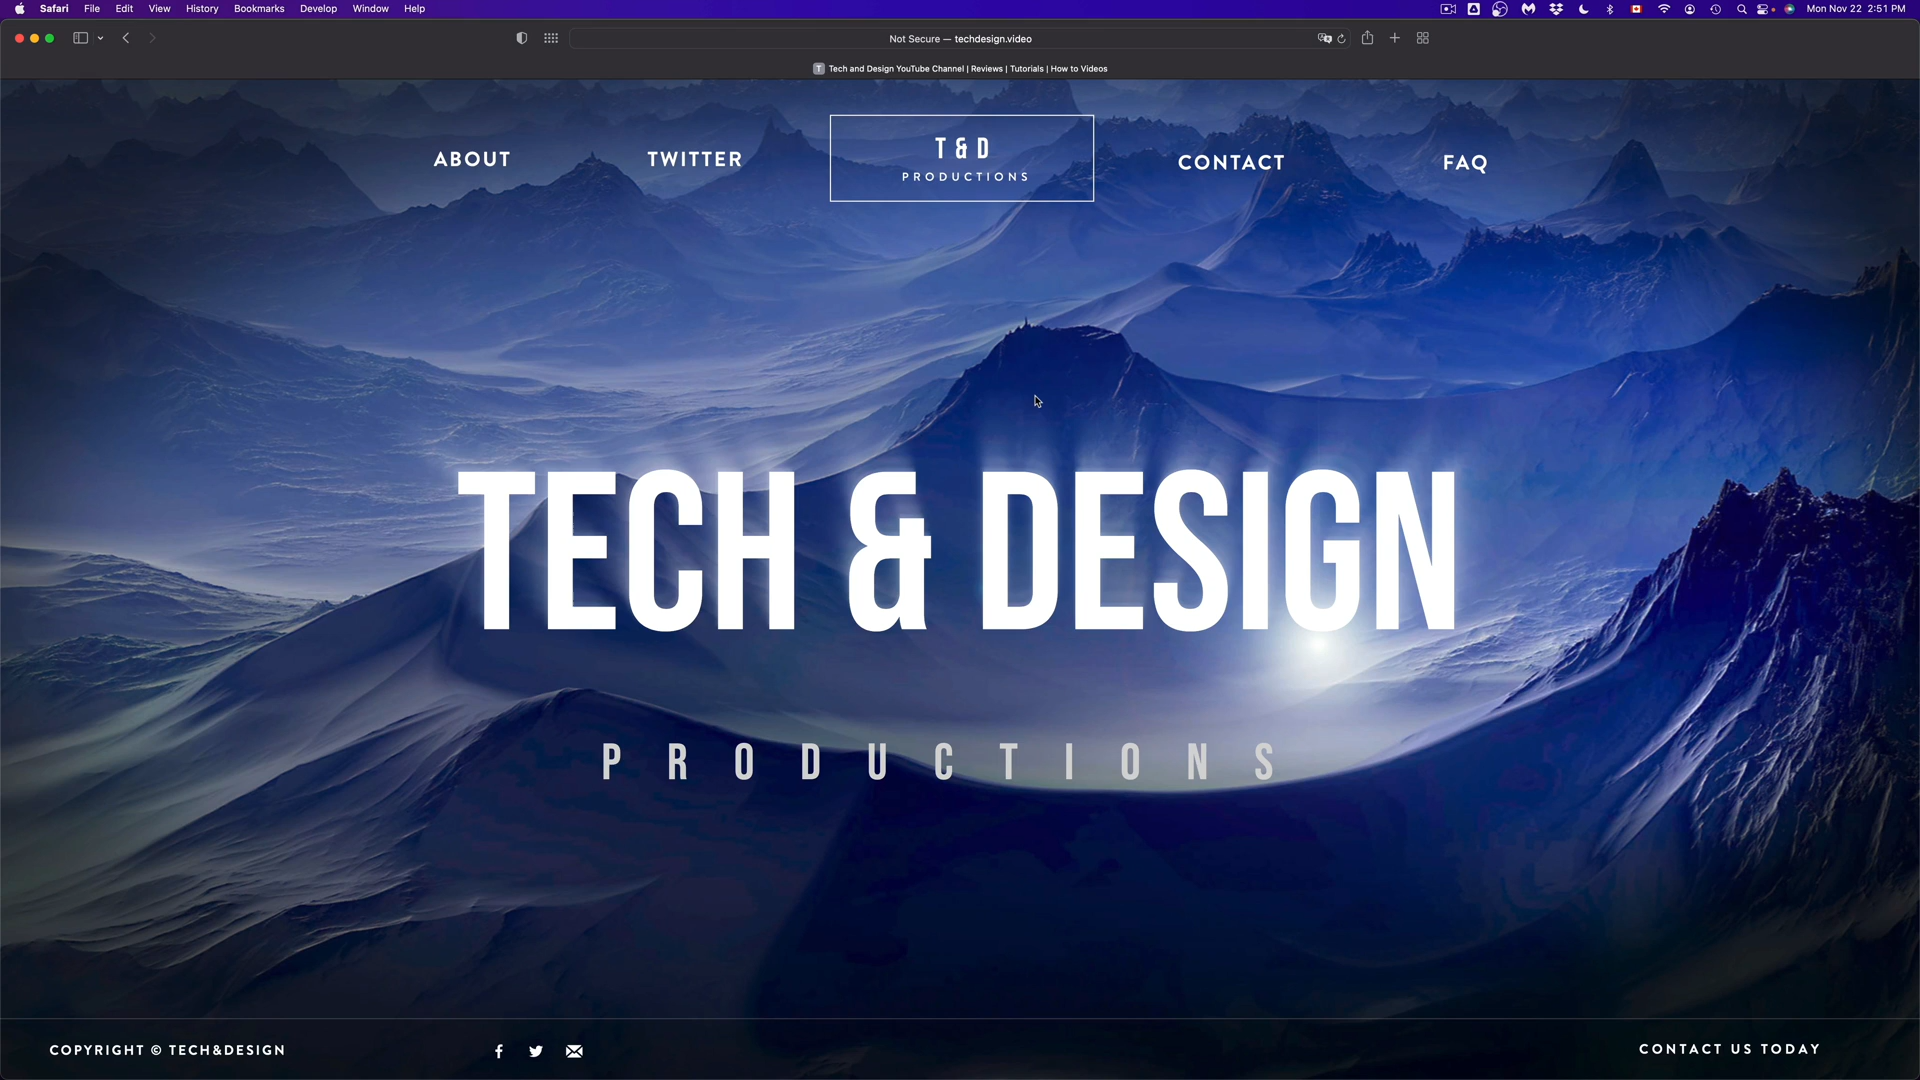 Safari File Edit View History Bookmarks Develop Window Help Mon Nov 22 2:51 PM
Not Secure — techdesign.video
T Tech and Design YouTube Channel | Reviews | Tutorials | How to Videos
ABOUT TWITTER T & D CONTACT FAQ
PRODUCTIONS
TECH & DESIGN
PRODUCTIONS
COPYRIGHT © TECH&DESIGN CONTACT US TODAY